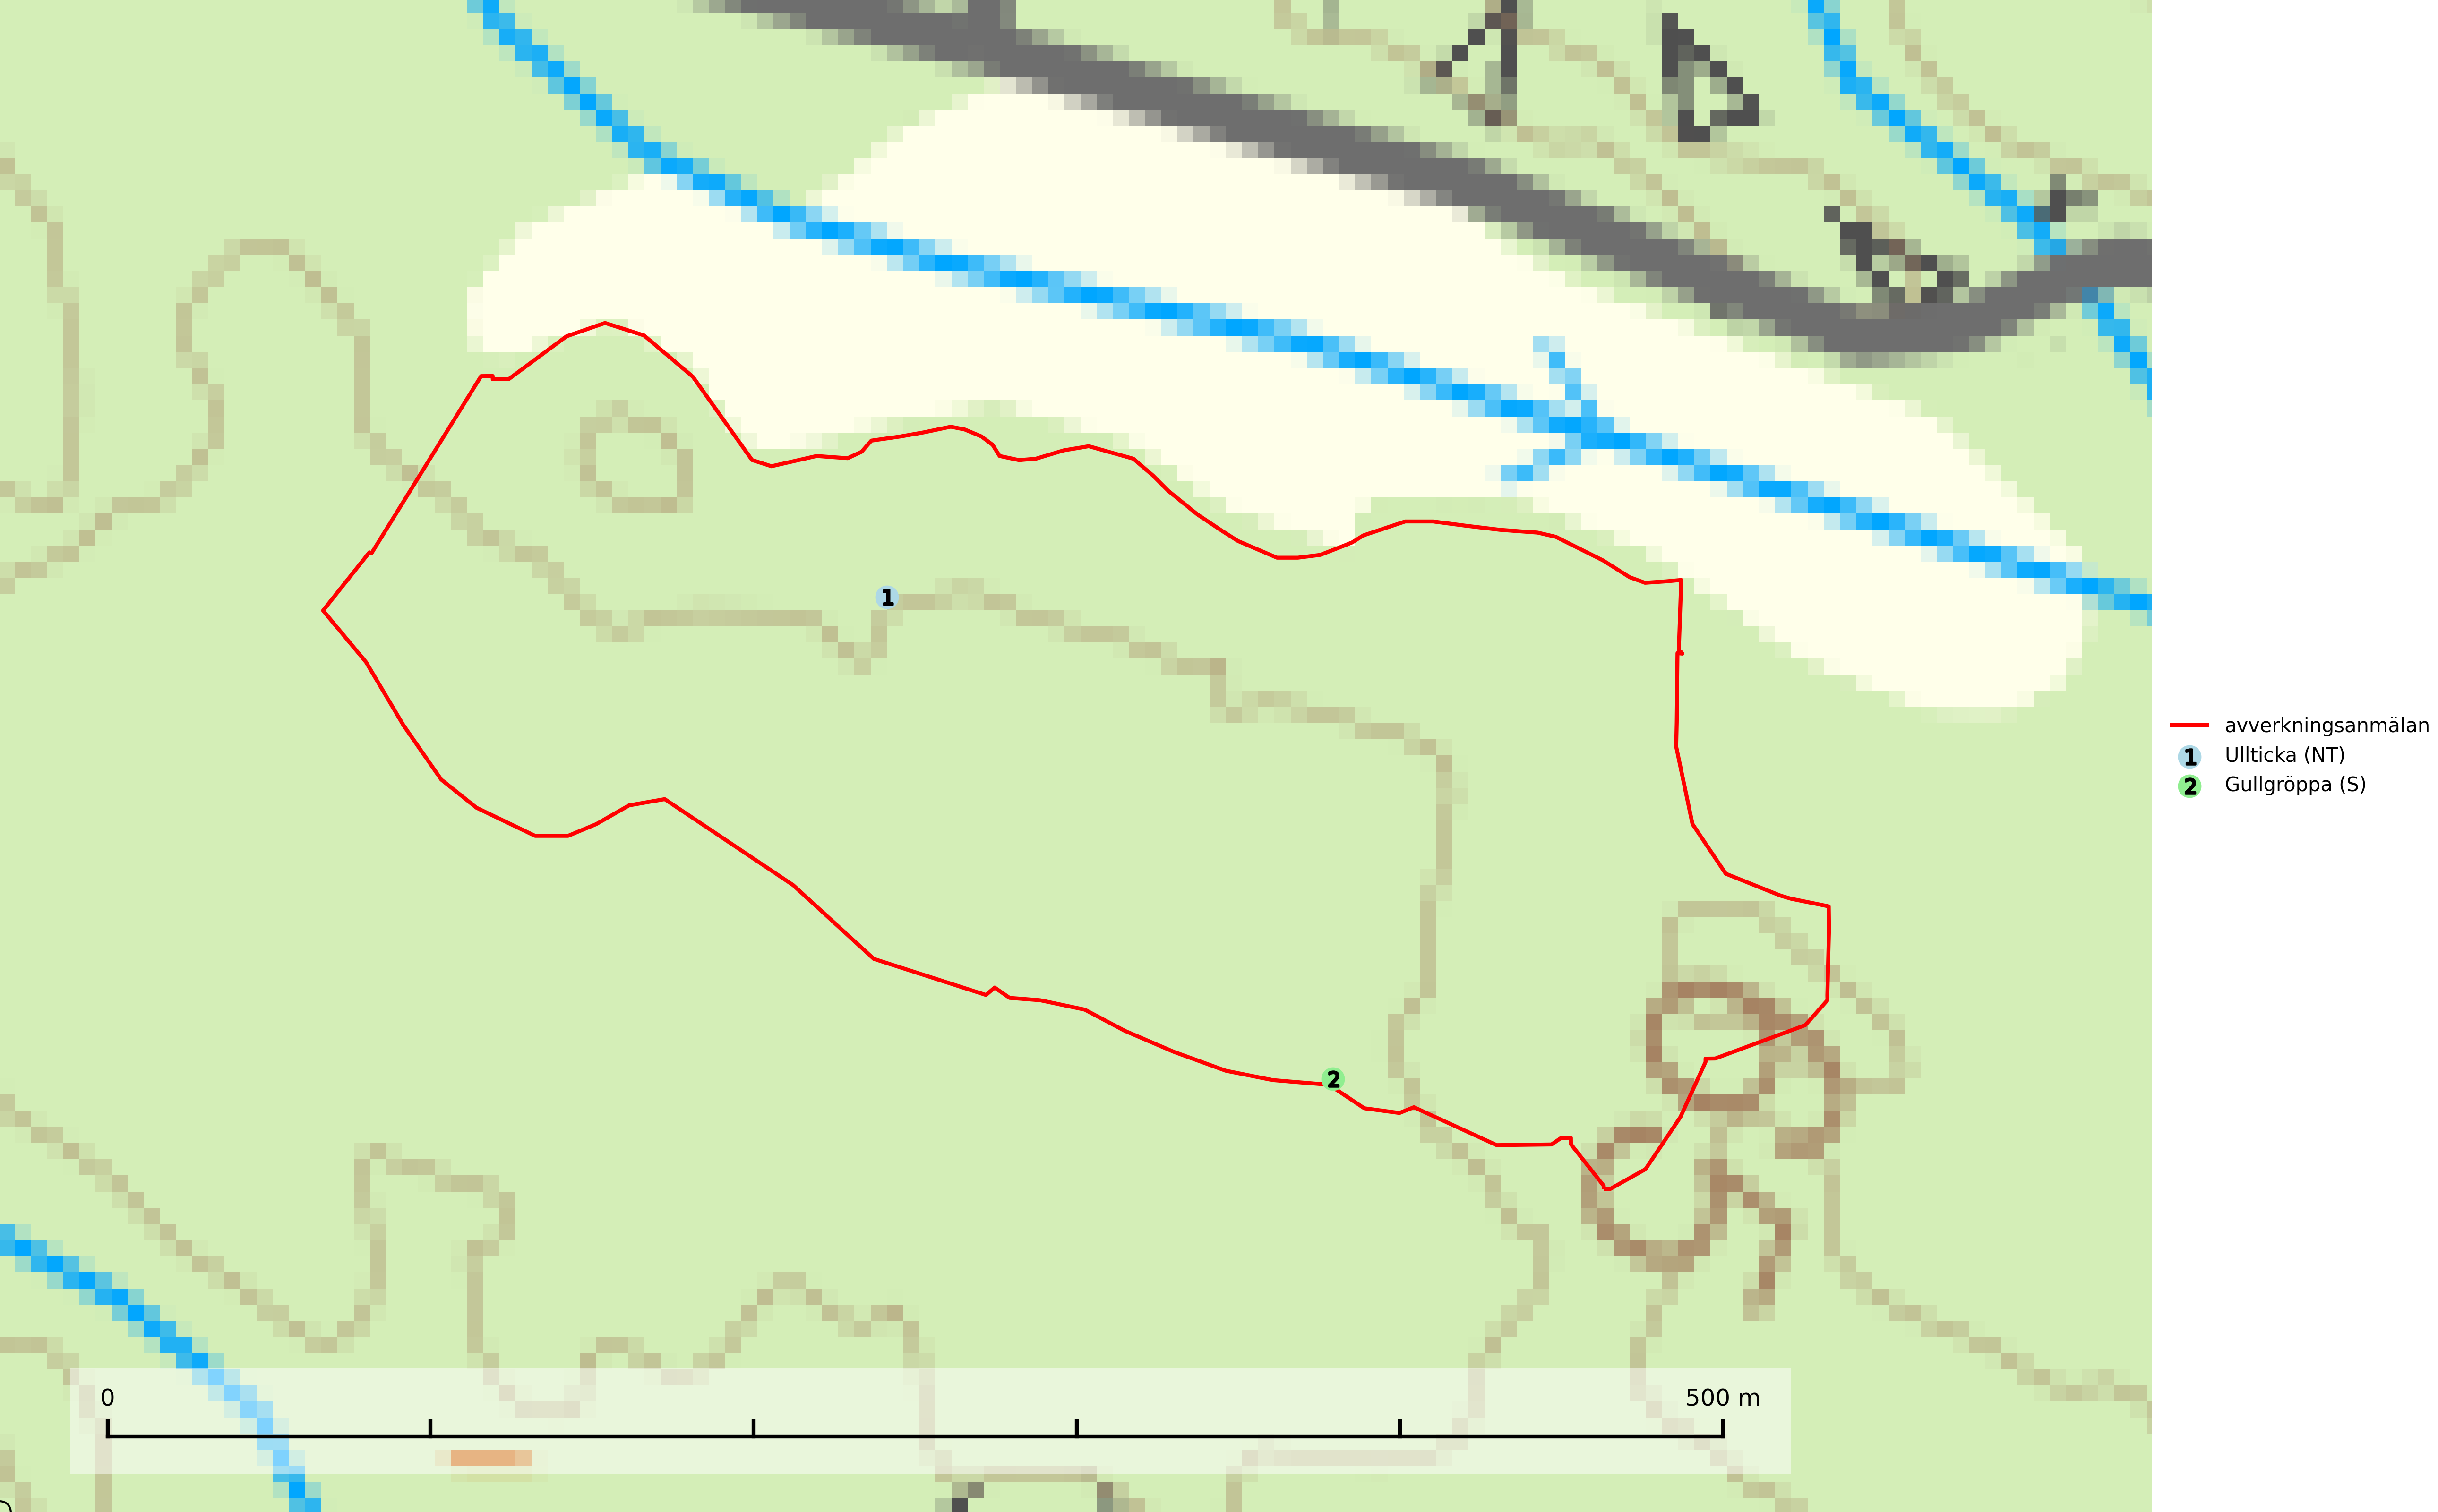 1
2
avverkningsanmälan
1 Ullticka (NT)
2 Gullgröppa (S)
0 500 m